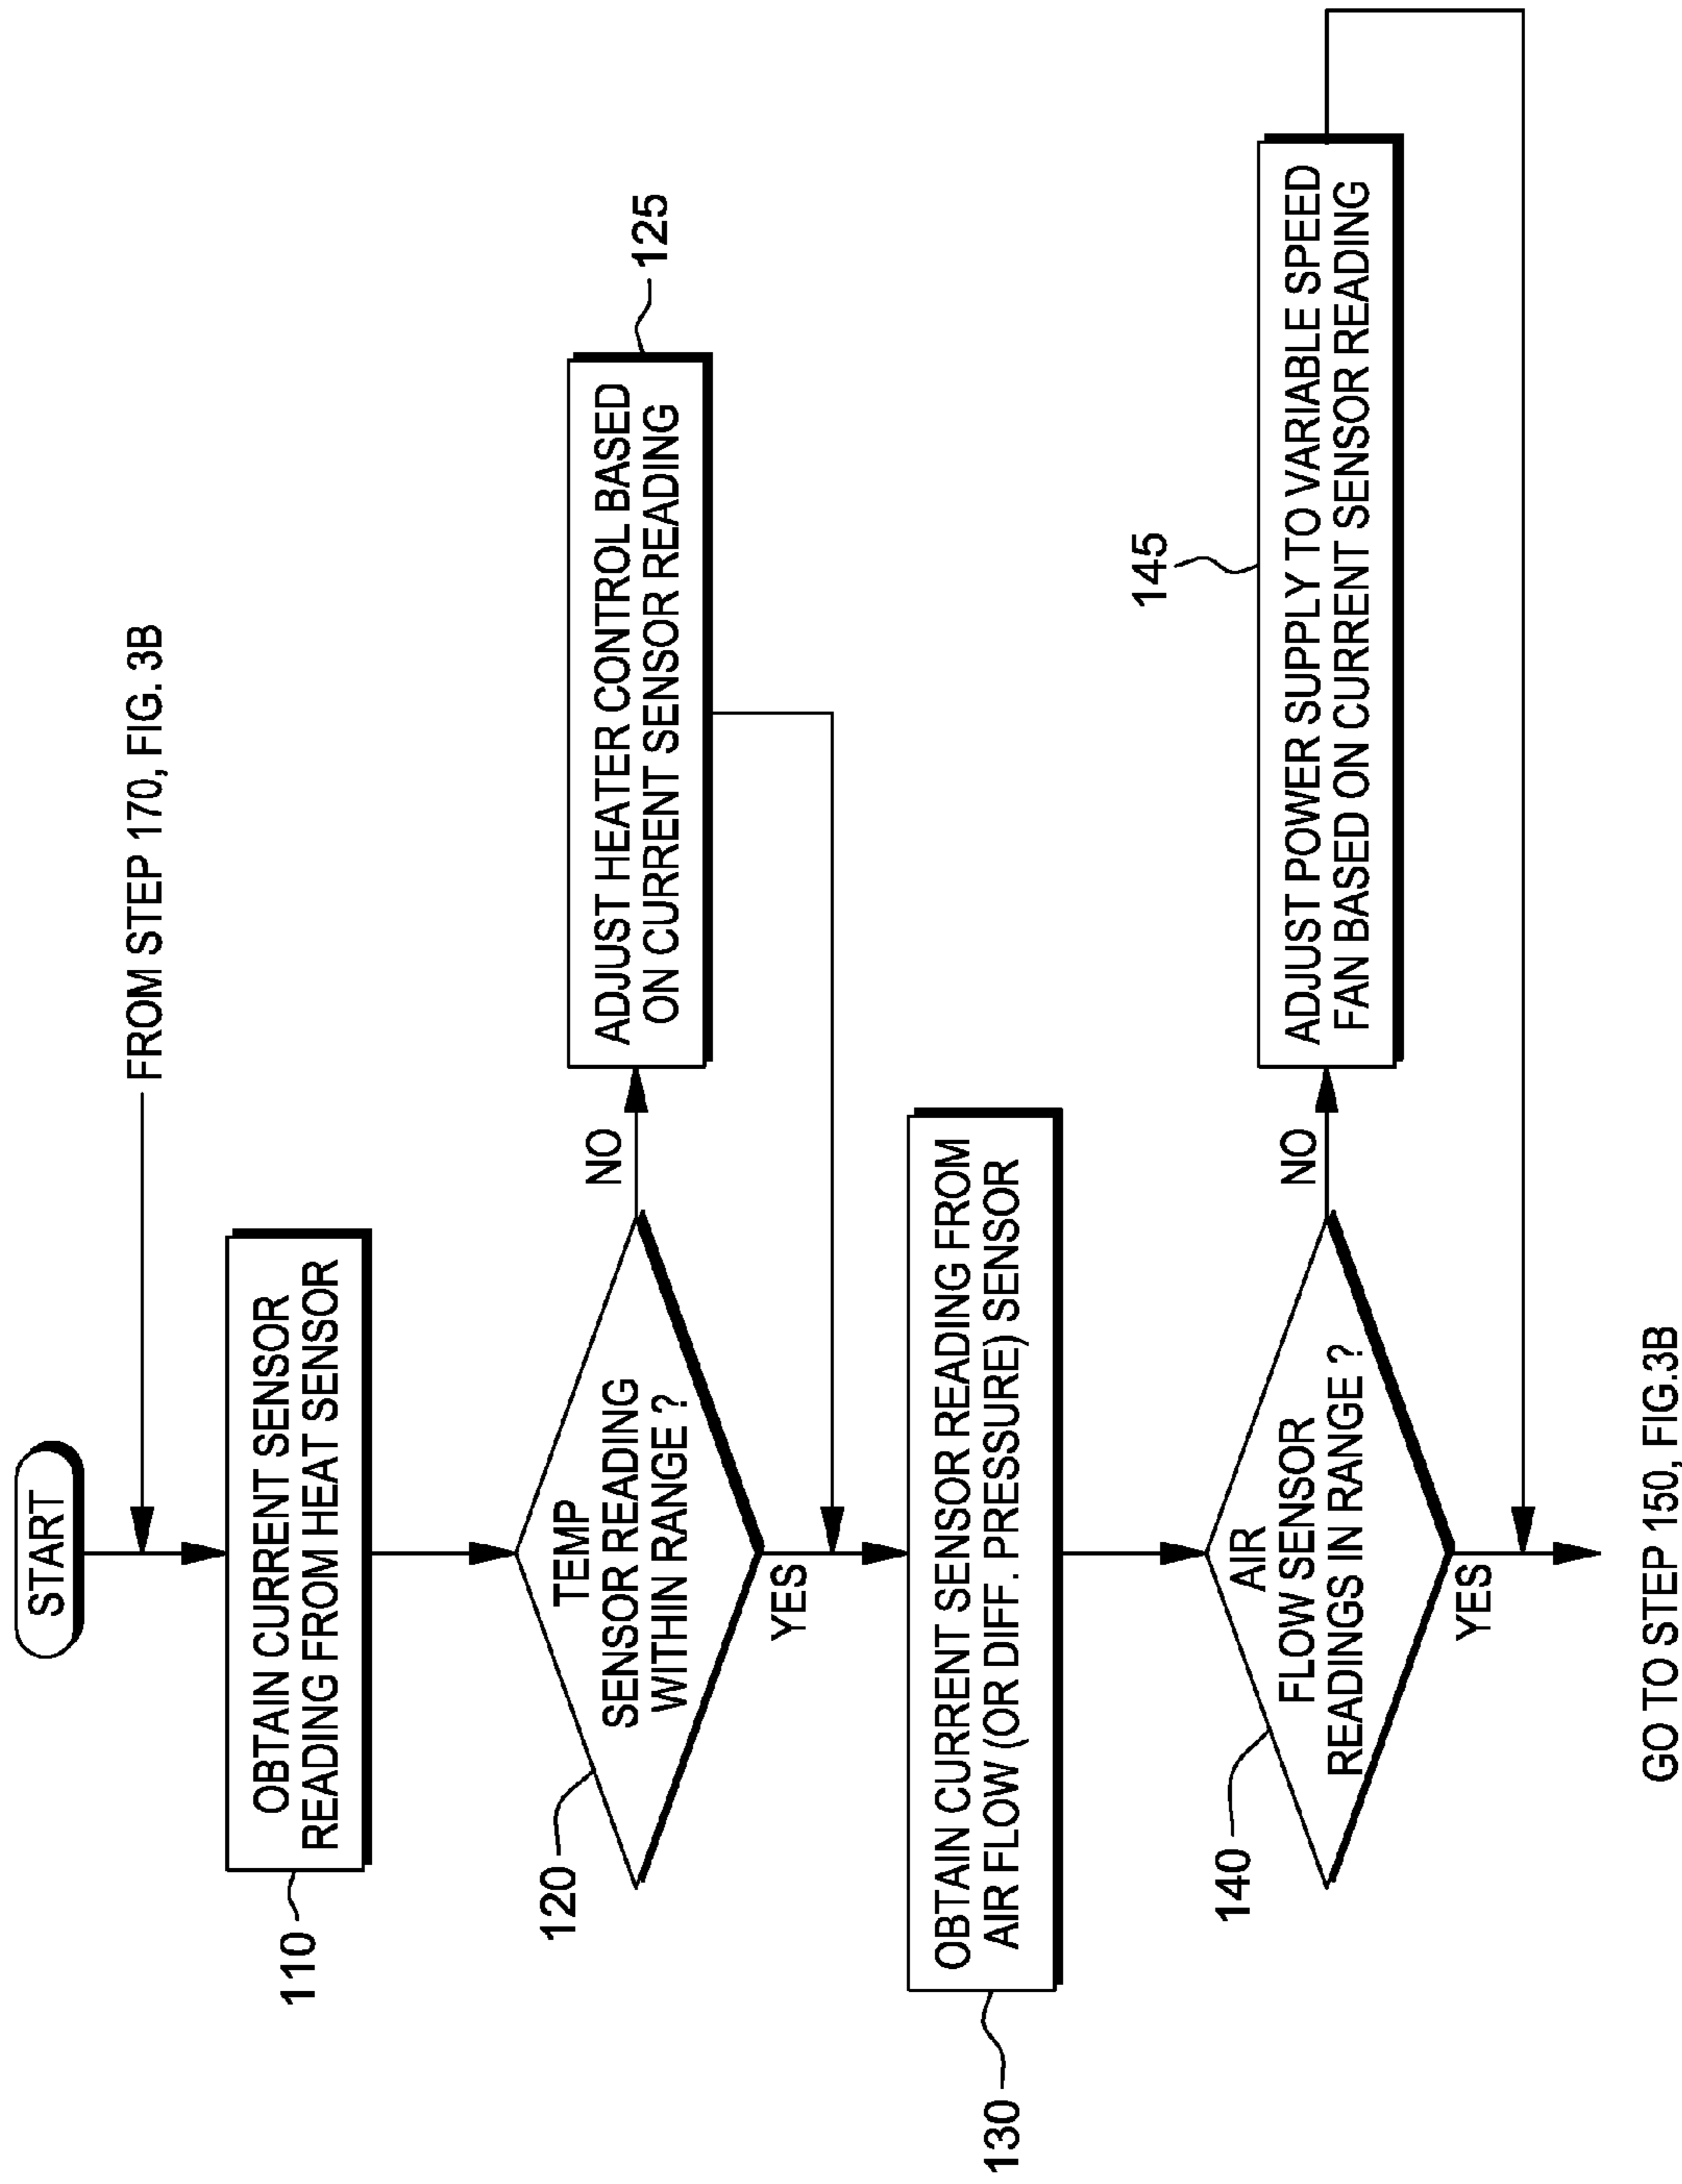 START
FROM STEP 170, FIG. 3B
110
OBTAIN CURRENT SENSOR
READING FROM HEAT SENSOR
120
TEMP
SENSOR READING
WITHIN RANGE ?
NO
ADJUST HEATER CONTROL BASED
ON CURRENT SENSOR READING
125
YES
130
OBTAIN CURRENT SENSOR READING FROM
AIR FLOW (OR DIFF. PRESSURE) SENSOR
140
AIR
FLOW SENSOR
READINGS IN RANGE ?
NO
145
ADJUST POWER SUPPLY TO VARIABLE SPEED
FAN BASED ON CURRENT SENSOR READING
YES
GO TO STEP 150, FIG.3B